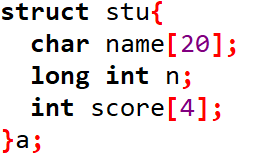 struct stu{
  char name[20];
  long int n;
  int score[4];
}a;